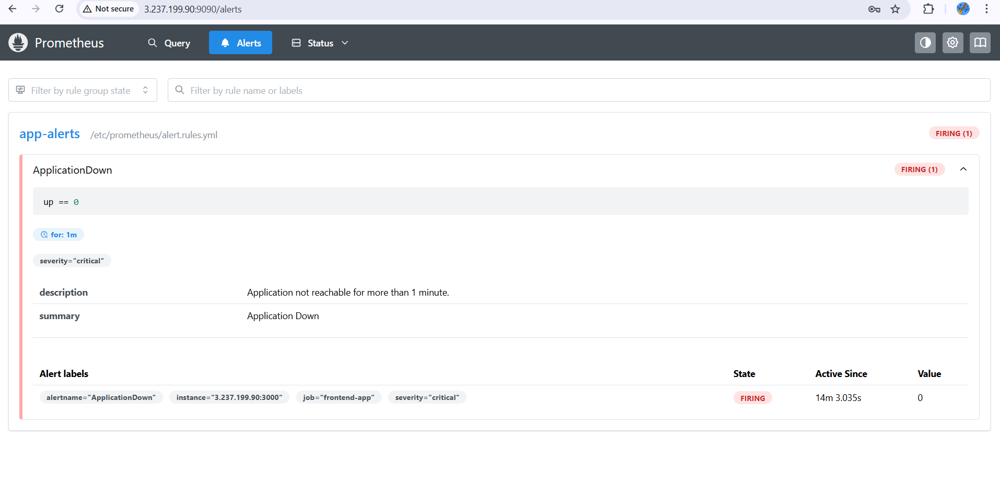 Not secure 3.237.199.90:9090/alerts
Prometheus Query Alerts Status
Filter by rule group state Filter by rule name or labels
app-alerts /etc/prometheus/alert.rules.yml FIRING (1)
ApplicationDown FIRING (1)
up == 0
for: 1m
severity="critical"
description Application not reachable for more than 1 minute.
summary Application Down
Alert labels State Active Since Value
alertname="ApplicationDown" instance="3.237.199.90:3000" job="frontend-app" severity="critical" FIRING 14m 3.035s 0